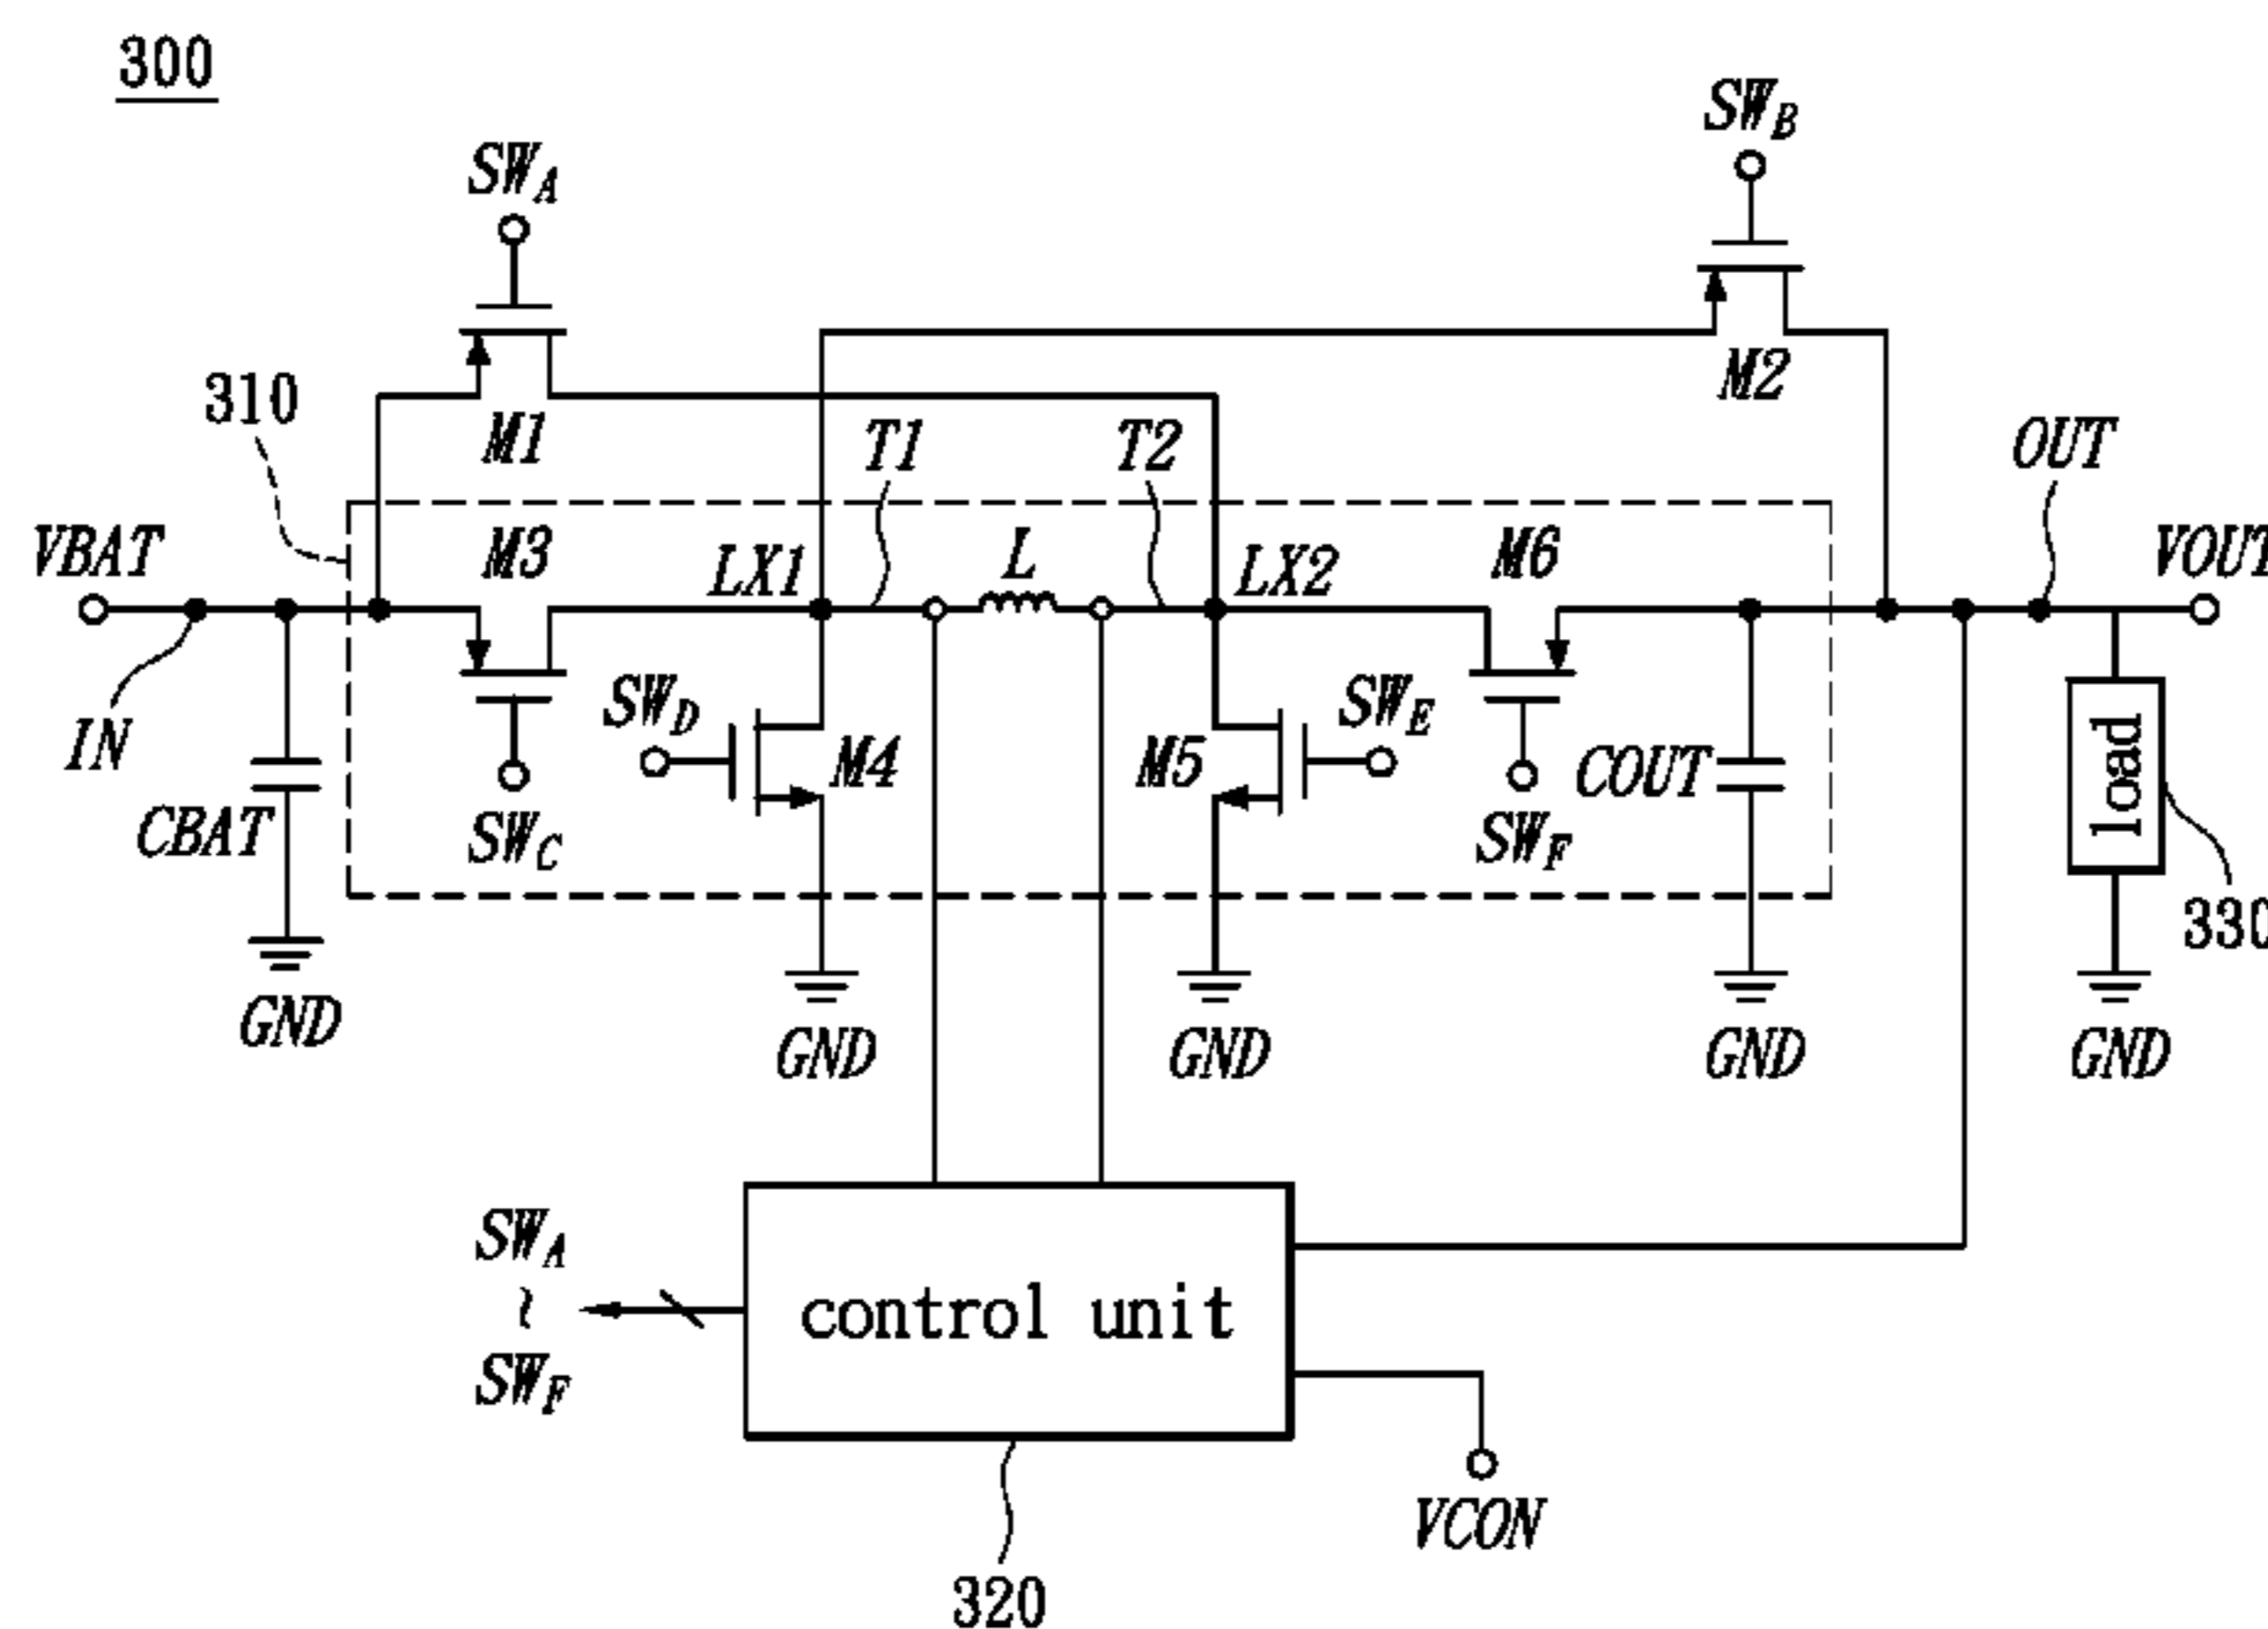 300
SWB
SWA
310
M1
M2
T1
T2
OUT
VBAT
M3
LX1
L
LX2
M6
VOUT
IN
SWD
M4
M5
SWE
COUT
load
CBAT
SWC
SWF
330
GND
GND
GND
GND
GND
SWA
~
SWF
control unit
VCON
320